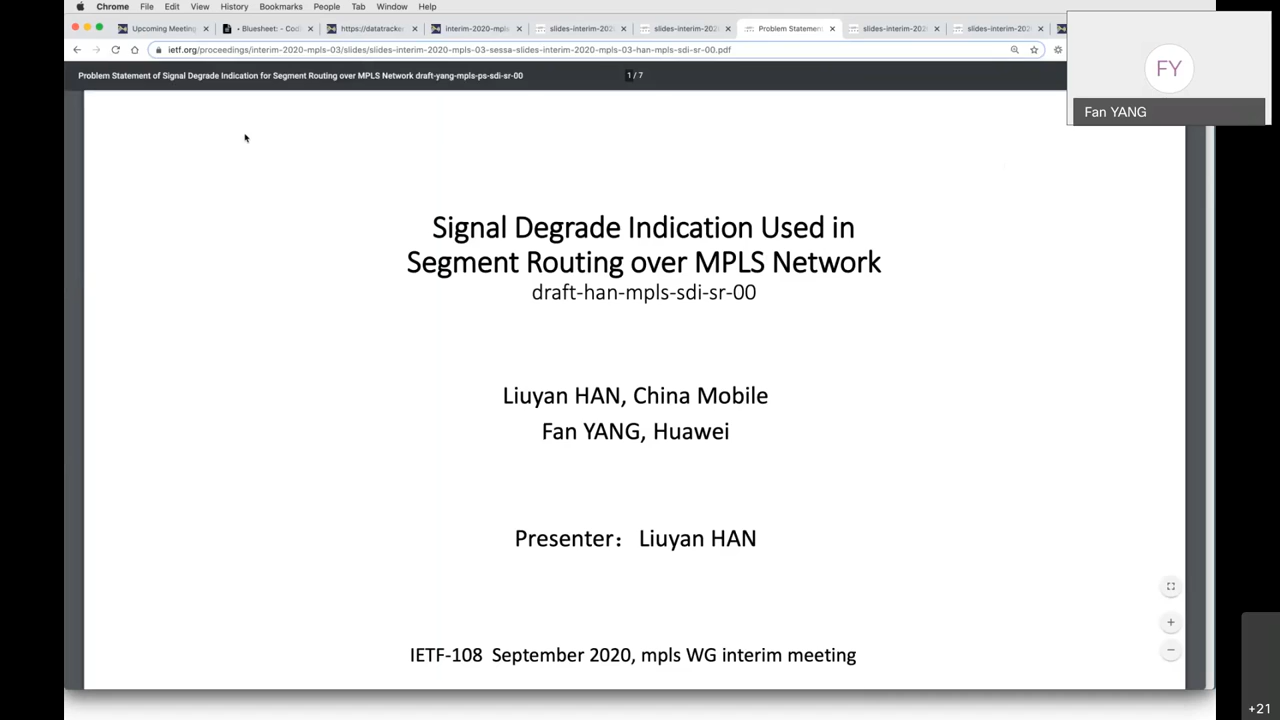 Chrome File Edit View History Bookmarks People Tab Window Help
Upcoming Meeting
Bluesheet: - Cod
https://datatracker
interim-2020-mpls
slides-interim-202
slides-interim-202
Problem Statemen
slides-interim-202
slides-interim-202
ietf.org/proceedings/interim-2020-mpls-03/slides/slides-interim-2020-mpls-03-sessa-slides-interim-2020-mpls-03-han-mpls-sdi-sr-00.pdf
Problem Statement of Signal Degrade Indication for Segment Routing over MPLS Network draft-yang-mpls-ps-sdi-sr-00
1 / 7
FY
Fan YANG
Signal Degrade Indication Used in
Segment Routing over MPLS Network
draft-han-mpls-sdi-sr-00
Liuyan HAN, China Mobile
Fan YANG, Huawei
Presenter： Liuyan HAN
IETF-108 September 2020, mpls WG interim meeting
+21